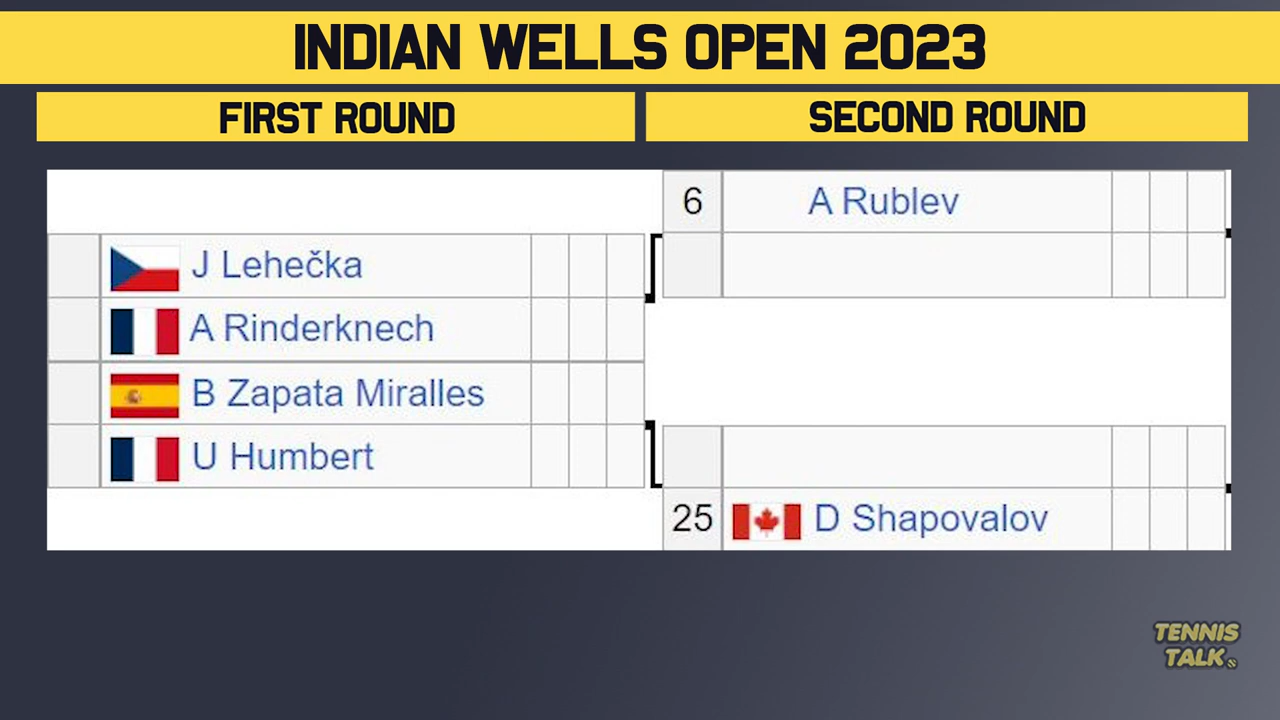 INDIAN WELLS OPEN 2023
FIRST ROUND
SECOND ROUND
6 A Rublev
J Lehečka
A Rinderknech
B Zapata Miralles
U Humbert
25 D Shapovalov
TENNIS
TALK